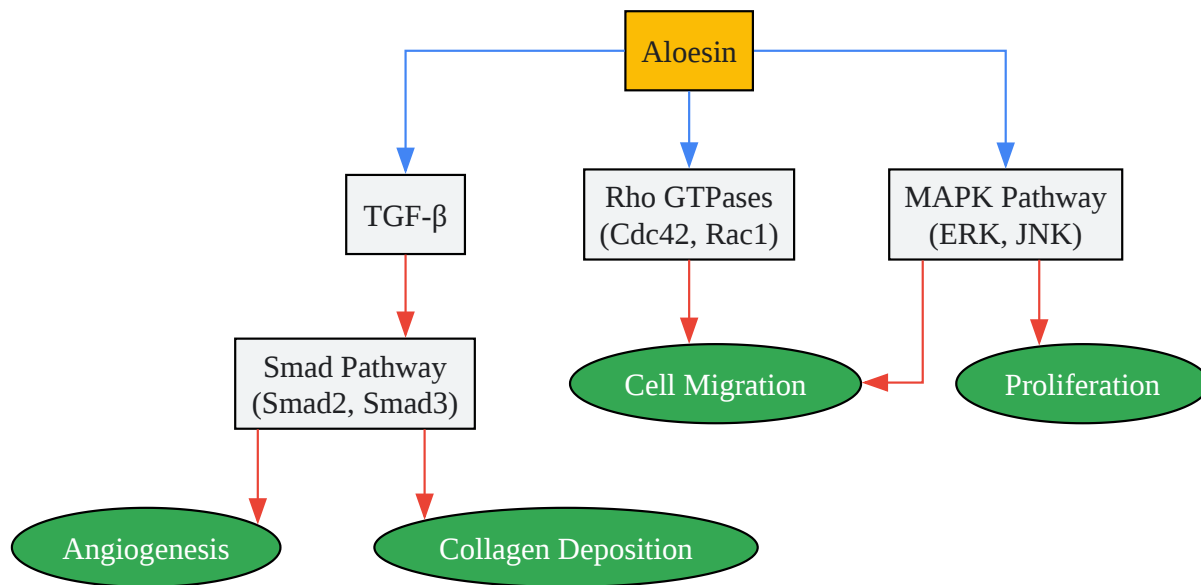 Aloesin
TGF-β
Rho GTPases
(Cdc42, Rac1)
MAPK Pathway
(ERK, JNK)
Smad Pathway
(Smad2, Smad3)
Cell Migration
Proliferation
Angiogenesis
Collagen Deposition